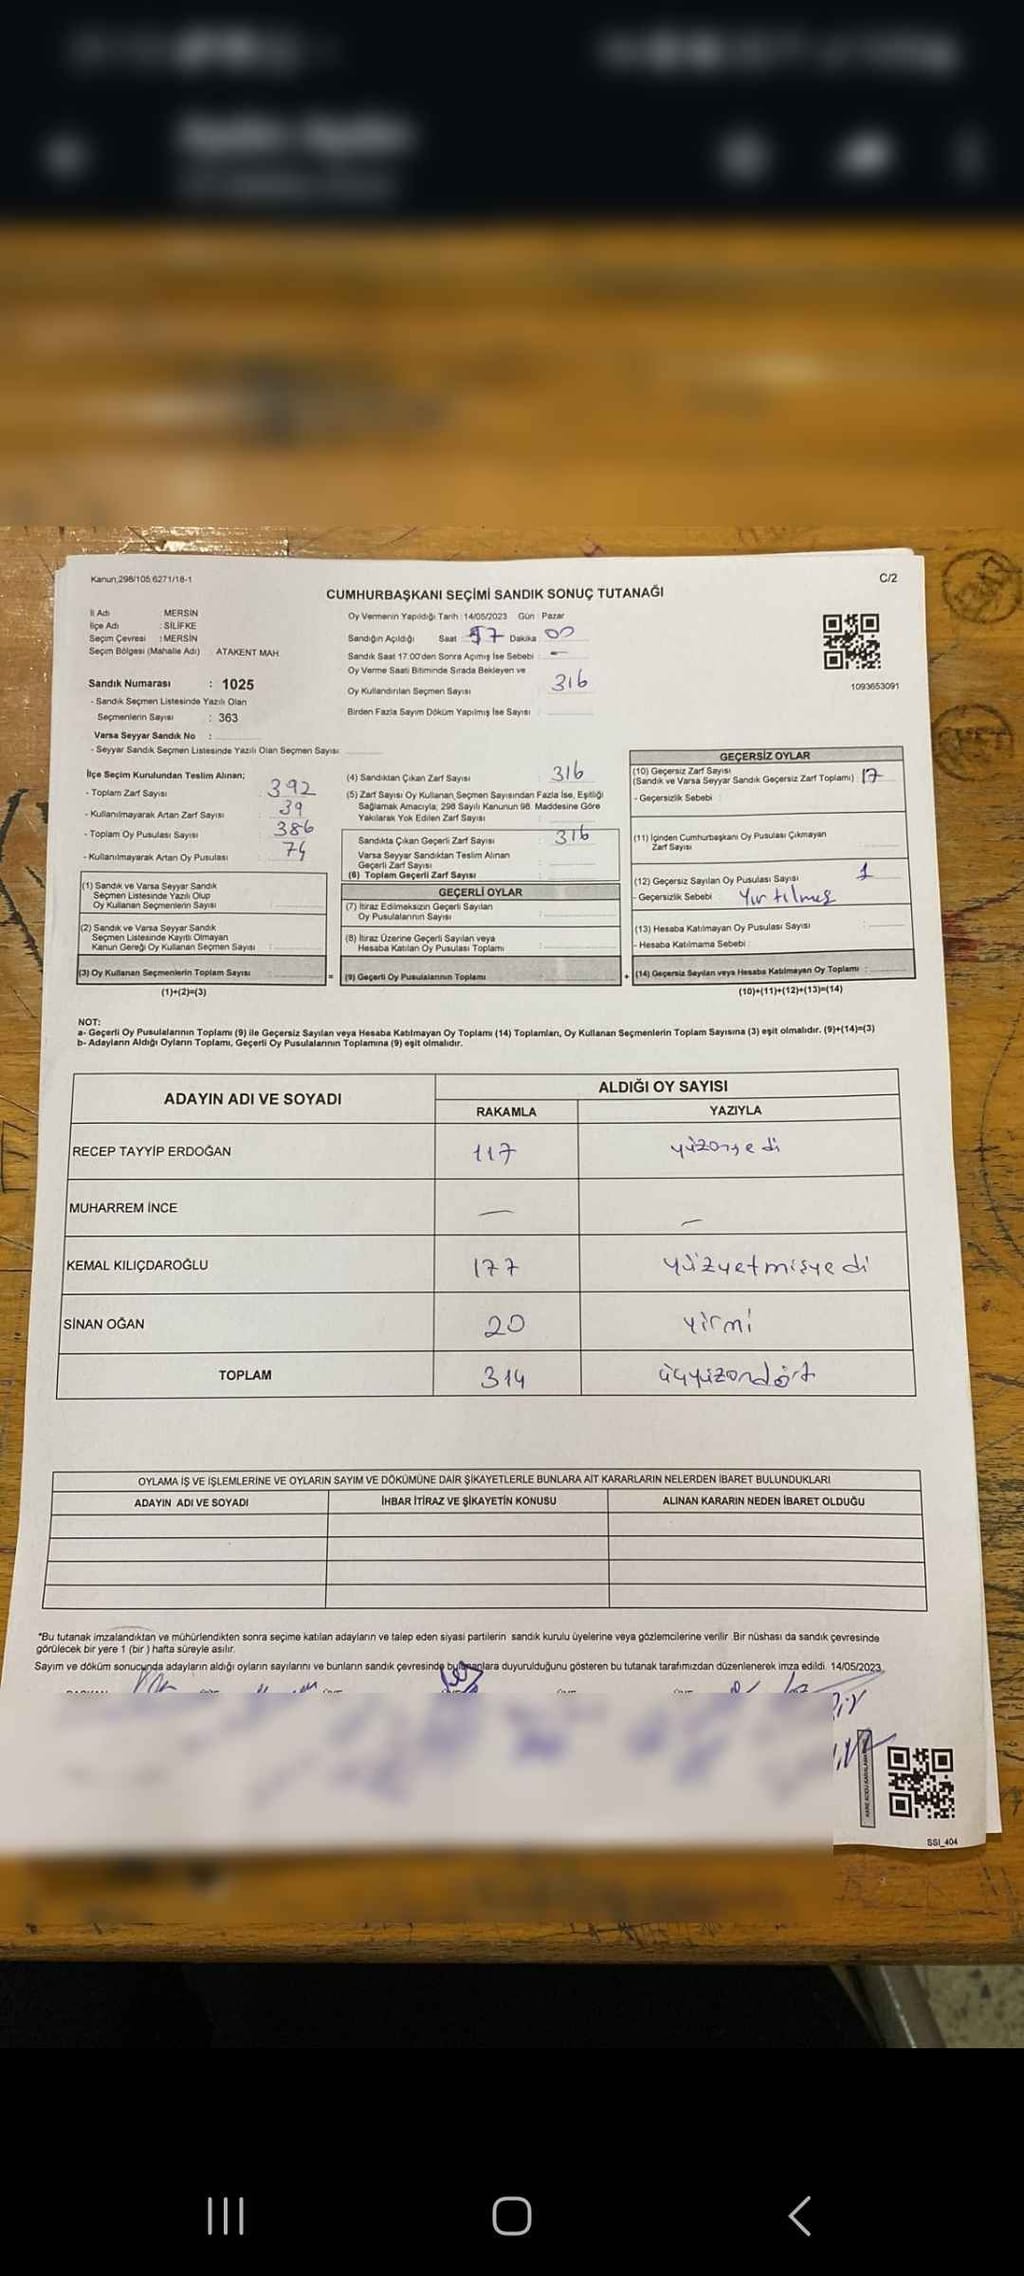 Kanun,298/105,6271/18-1
C/2
CUMHURBAŞKANI SEÇİMİ SANDIK SONUÇ TUTANAĞI
İl Adı : MERSİN
İlçe Adı : SİLİFKE
Seçim Çevresi : MERSİN
Seçim Bölgesi (Mahalle Adı) : ATAKENT MAH.
Sandık Numarası : 1025
- Sandık Seçmen Listesinde Yazılı Olan
Seçmenlerin Sayısı : 363
Varsa Seyyar Sandık No :
- Seyyar Sandık Seçmen Listesinde Yazılı Olan Seçmen Sayısı
Oy Vermenin Yapıldığı Tarih : 14/05/2023 Gün : Pazar
Sandığın Açıldığı Saat 17 Dakika 00
Sandık Saat 17:00'den Sonra Açılmış İse Sebebi : -
Oy Verme Saati Bitiminde Sırada Bekleyen ve
Oy Kullandırılan Seçmen Sayısı 316
Birden Fazla Sayım Döküm Yapılmış İse Sayısı :
1093653091
İlçe Seçim Kurulundan Teslim Alınan;
- Toplam Zarf Sayısı : 392
- Kullanılmayarak Artan Zarf Sayısı : 39
- Toplam Oy Pusulası Sayısı : 386
- Kullanılmayarak Artan Oy Pusulası : 74
(1) Sandık ve Varsa Seyyar Sandık
Seçmen Listesinde Yazılı Olup
Oy Kullanan Seçmenlerin Sayısı :
(2) Sandık ve Varsa Seyyar Sandık
Seçmen Listesinde Kayıtlı Olmayan
Kanun Gereği Oy Kullanan Seçmen Sayısı :
(3) Oy Kullanan Seçmenlerin Toplam Sayısı :
(1)+(2)=(3)
=
(4) Sandıktan Çıkan Zarf Sayısı : 316
(5) Zarf Sayısı Oy Kullanan Seçmen Sayısından Fazla İse, Eşitliği
Sağlamak Amacıyla; 298 Sayılı Kanunun 98. Maddesine Göre
Yakılarak Yok Edilen Zarf Sayısı :
Sandıkta Çıkan Geçerli Zarf Sayısı : 316
Varsa Seyyar Sandıktan Teslim Alınan
Geçerli Zarf Sayısı :
(6) Toplam Geçerli Zarf Sayısı :
GEÇERLİ OYLAR
(7) İtiraz Edilmeksizin Geçerli Sayılan
Oy Pusulalarının Sayısı :
(8) İtiraz Üzerine Geçerli Sayılan veya
Hesaba Katılan Oy Pusulası Toplamı :
(9) Geçerli Oy Pusulalarının Toplamı :
+
GEÇERSİZ OYLAR
(10) Geçersiz Zarf Sayısı
(Sandık ve Varsa Seyyar Sandık Geçersiz Zarf Toplamı) : 17
- Geçersizlik Sebebi :
(11) İçinden Cumhurbaşkanı Oy Pusulası Çıkmayan
Zarf Sayısı :
(12) Geçersiz Sayılan Oy Pusulası Sayısı : 1
- Geçersizlik Sebebi : Yırtılmış
(13) Hesaba Katılmayan Oy Pusulası Sayısı :
- Hesaba Katılmama Sebebi :
(14) Geçersiz Sayılan veya Hesaba Katılmayan Oy Toplamı :
(10)+(11)+(12)+(13)=(14)
NOT:
a- Geçerli Oy Pusulalarının Toplamı (9) ile Geçersiz Sayılan veya Hesaba Katılmayan Oy Toplamı (14) Toplamları, Oy Kullanan Seçmenlerin Toplam Sayısına (3) eşit olmalıdır. (9)+(14)=(3)
b- Adayların Aldığı Oyların Toplamı, Geçerli Oy Pusulalarının Toplamına (9) eşit olmalıdır.
ADAYIN ADI VE SOYADI
ALDIĞI OY SAYISI
RAKAMLA YAZIYLA
RECEP TAYYİP ERDOĞAN 117 yüzonyedi
MUHARREM İNCE - -
KEMAL KILIÇDAROĞLU 177 yüzyetmişyedi
SİNAN OĞAN 20 yirmi
TOPLAM 314 üçyüzondört
OYLAMA İŞ VE İŞLEMLERİNE VE OYLARIN SAYIM VE DÖKÜMÜNE DAİR ŞİKAYETLERLE BUNLARA AİT KARARLARIN NELERDEN İBARET BULUNDUKLARI
ADAYIN ADI VE SOYADI İHBAR İTİRAZ VE ŞİKAYETİN KONUSU ALINAN KARARIN NEDEN İBARET OLDUĞU
*Bu tutanak imzalandıktan ve mühürlendikten sonra seçime katılan adayların ve talep eden siyasi partilerin sandık kurulu üyelerine veya gözlemcilerine verilir .Bir nüshası da sandık çevresinde
görülecek bir yere 1 (bir ) hafta süreyle asılır.
Sayım ve döküm sonucunda adayların aldığı oyların sayılarını ve bunların sandık çevresinde bulunanlara duyurulduğunu gösteren bu tutanak tarafımızdan düzenlenerek imza edildi. 14/05/2023
SSI_404